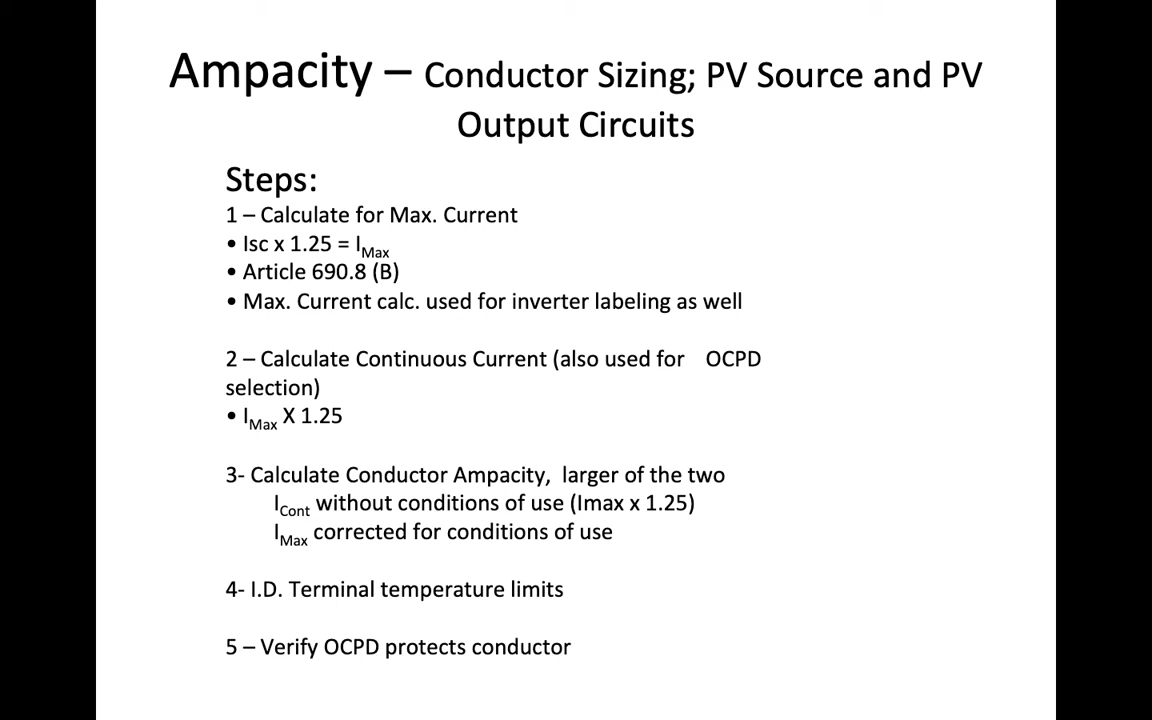 Ampacity – Conductor Sizing; PV Source and PV
Output Circuits
Steps:
1 – Calculate for Max. Current
• Isc x 1.25 = IMax
• Article 690.8 (B)
• Max. Current calc. used for inverter labeling as well
2 – Calculate Continuous Current (also used for OCPD
selection)
• IMax X 1.25
3- Calculate Conductor Ampacity, larger of the two
ICont without conditions of use (Imax x 1.25)
IMax corrected for conditions of use
4- I.D. Terminal temperature limits
5 – Verify OCPD protects conductor